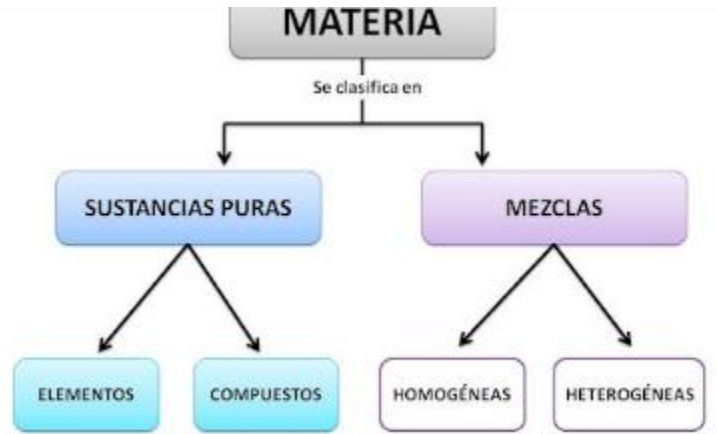 MATERIA
Se clasifica en
SUSTANCIAS PURAS
MEZCLAS
ELEMENTOS
COMPUESTOS
HOMOGÉNEAS
HETEROGÉNEAS